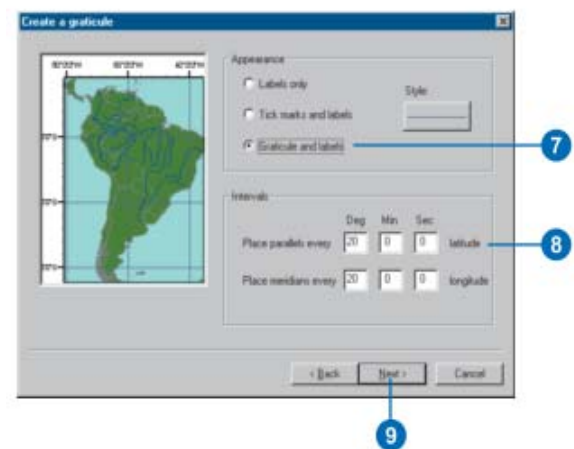 Create a graticule
Appearance
Labels only
Style
Tick marks and labels
Graticule and labels
7
Intervals
Deg Min Sec
Place parallels every 20 0 0 latitude
8
Place meridians every 20 0 0 longitude
< Back Next > Cancel
9